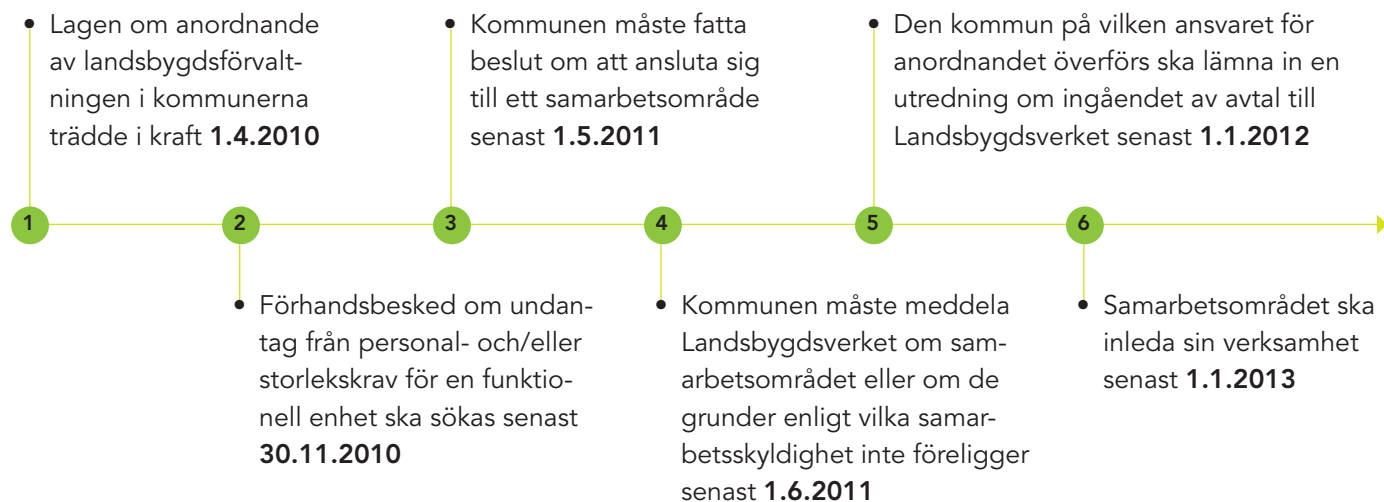 • Lagen om anordnande
av landsbygdsförvalt-
ningen i kommunerna
trädde i kraft 1.4.2010
• Kommunen måste fatta
beslut om att ansluta sig
till ett samarbetsområde
senast 1.5.2011
• Den kommun på vilken ansvaret för
anordnandet överförs ska lämna in en
utredning om ingåendet av avtal till
Landsbygdsverket senast 1.1.2012
1
2
3
4
5
6
• Förhandsbesked om undan-
tag från personal- och/eller
storlekskrav för en funktio-
nell enhet ska sökas senast
30.11.2010
• Kommunen måste meddela
Landsbygdsverket om sam-
arbetsområdet eller om de
grunder enligt vilka samar-
betsskyldighet inte föreligger
senast 1.6.2011
• Samarbetsområdet ska
inleda sin verksamhet
senast 1.1.2013